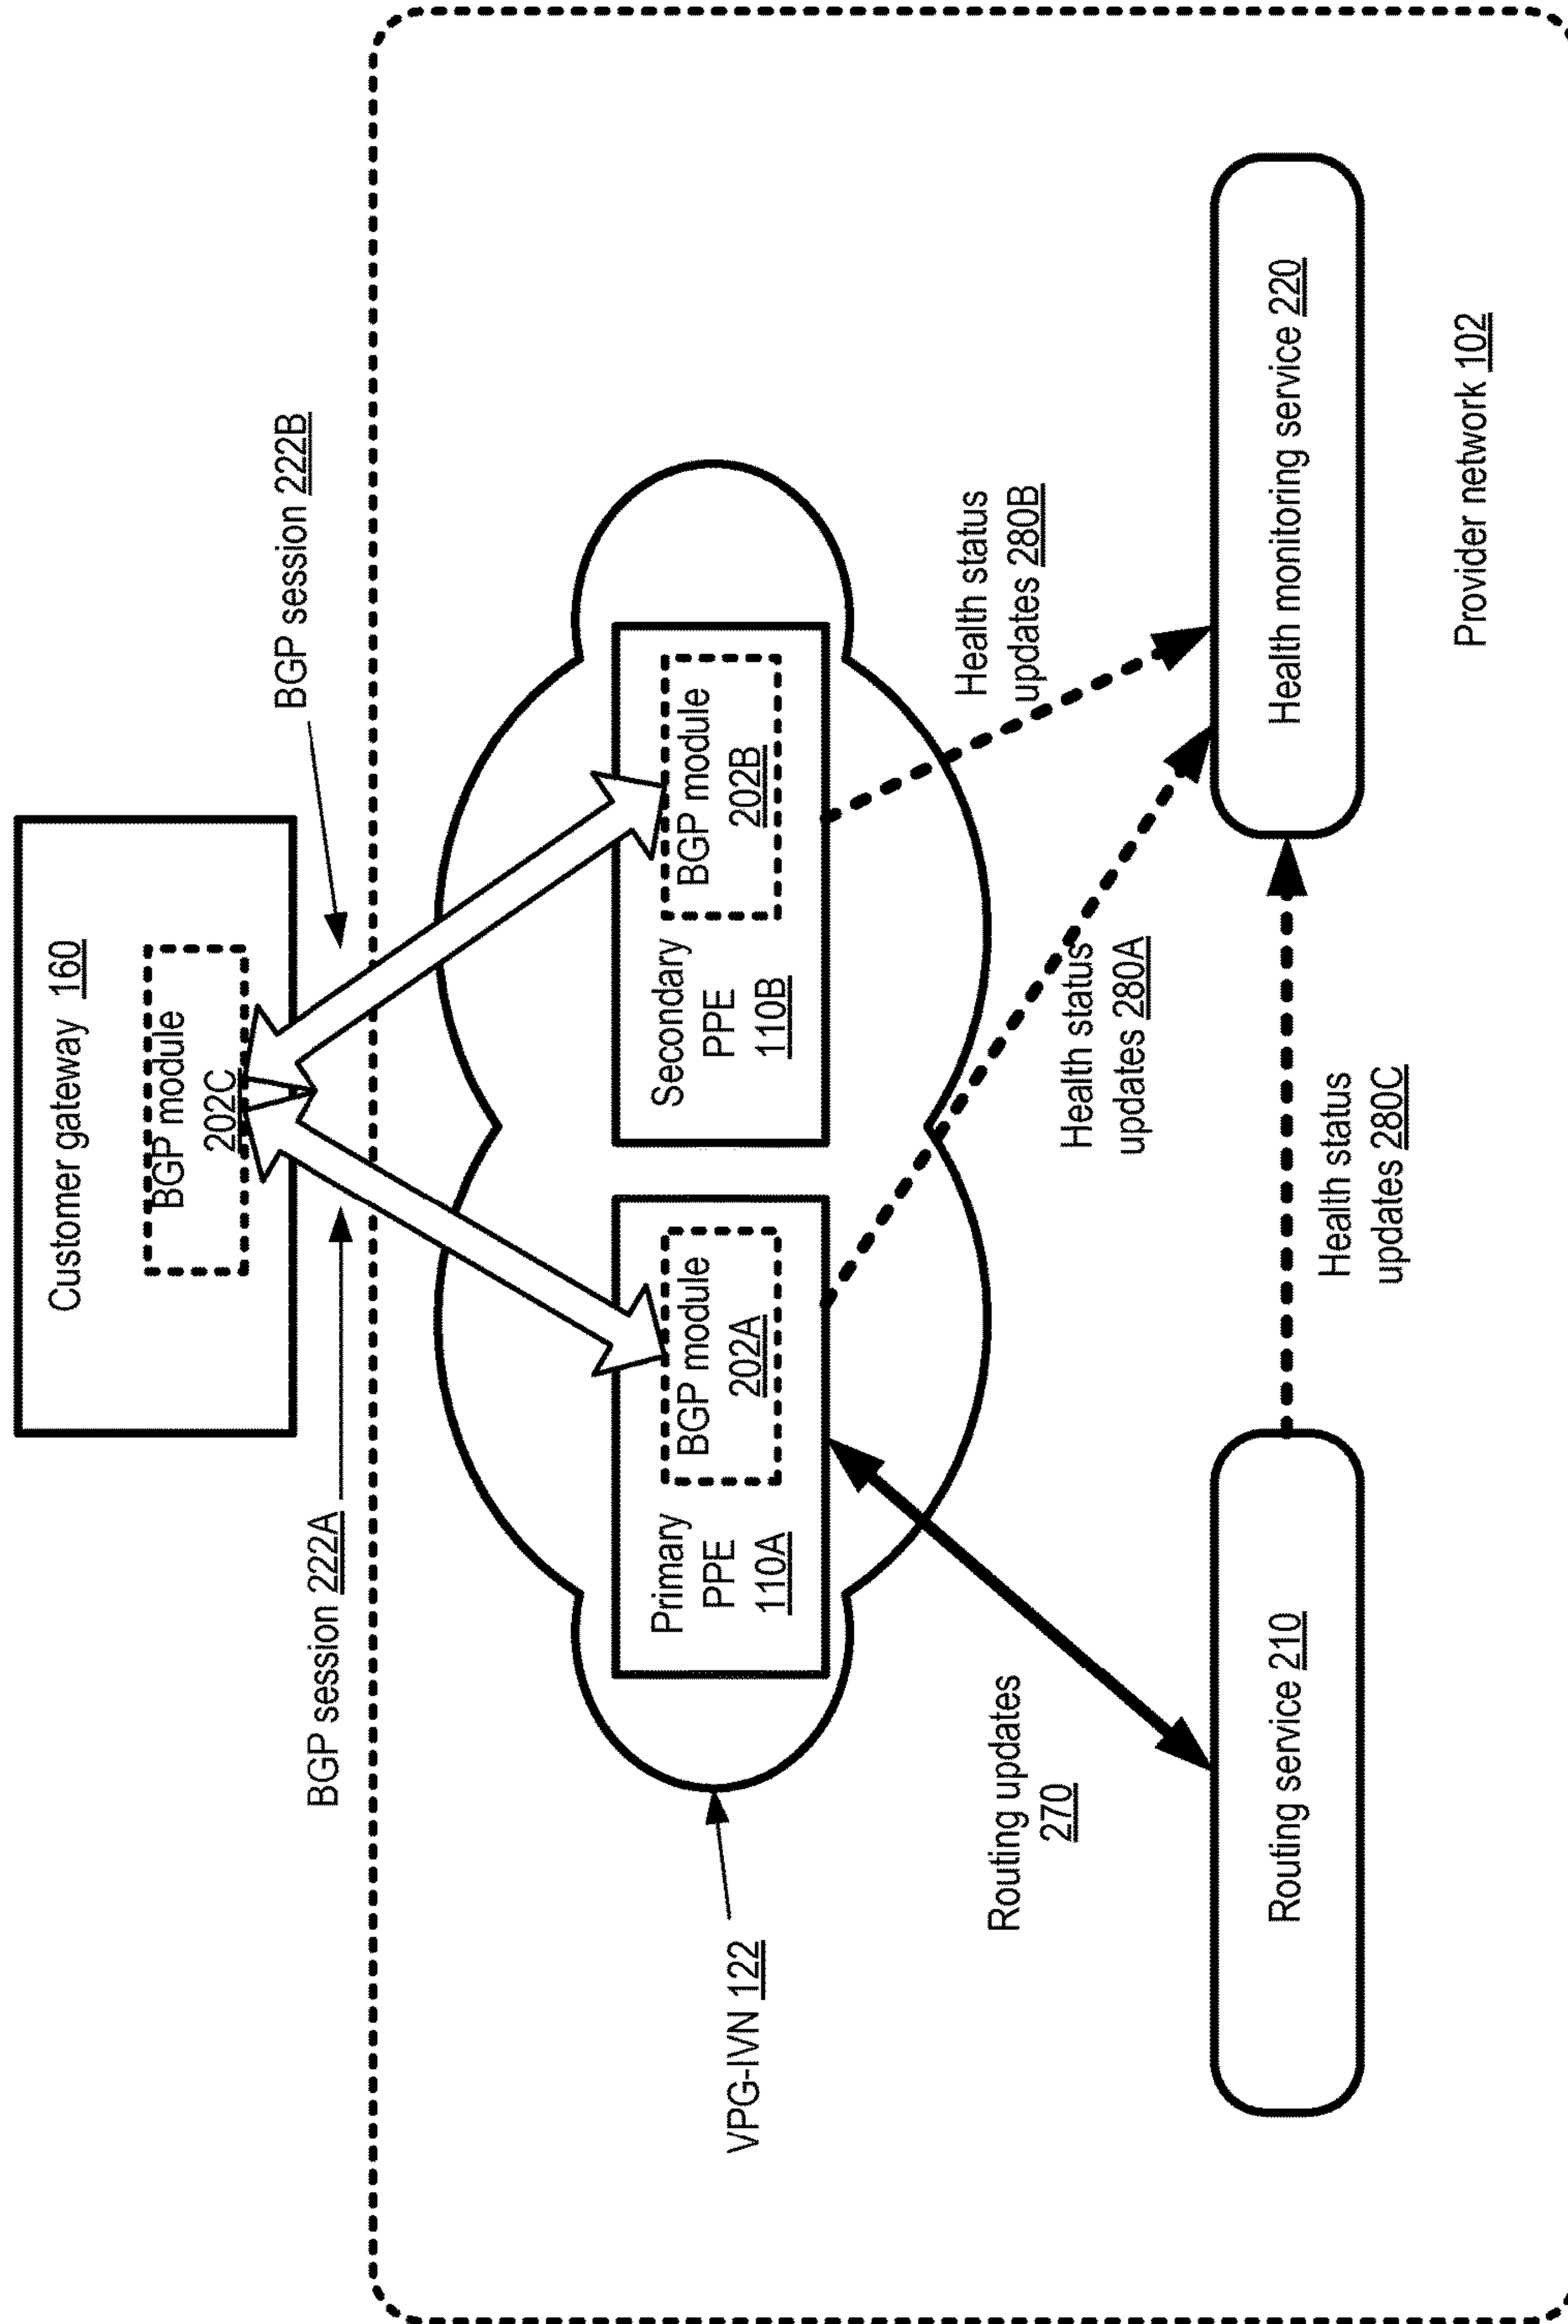 Customer gateway 160
BGP module
202C
BGP session 222A
BGP session 222B
VPG-IVN 122
Primary
PPE
110A
BGP module
202A
Secondary
PPE
110B
BGP module
202B
Routing updates
270
Health status
updates 280A
Health status
updates 280B
Routing service 210
Health status
updates 280C
Health monitoring service 220
Provider network 102